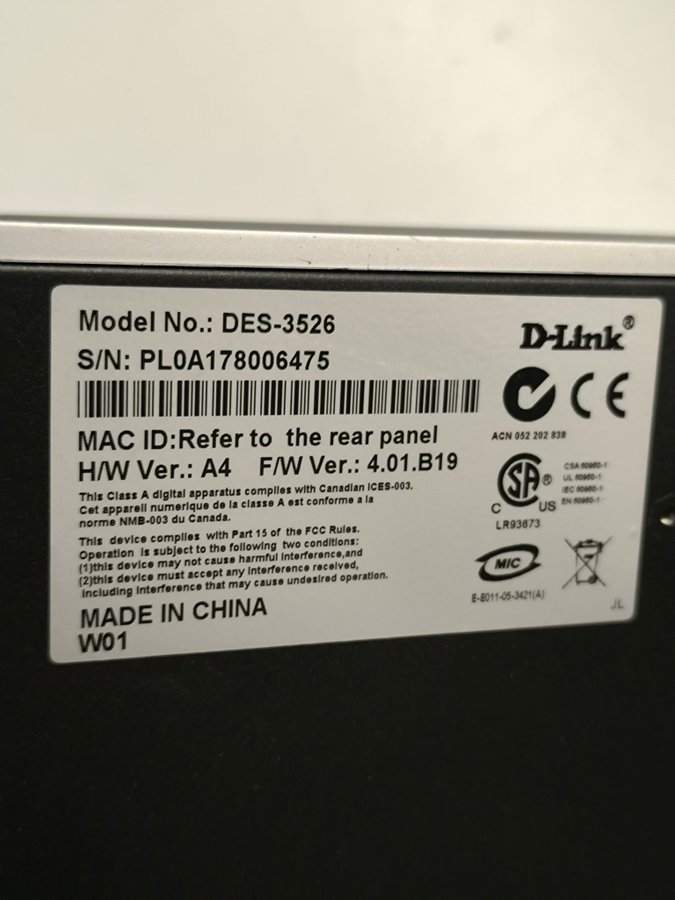 Model No.: DES-3526
D-Link®
S/N: PL0A178006475
CE
MAC ID:Refer to the rear panel
ACN 052 202 938
H/W Ver.: A4 F/W Ver.: 4.01.B19
This Class A digital apparatus complies with Canadian ICES-003.
Cet appareil numerique de la classe A est conforme a la
norme NMB-003 du Canada.
SA®
C US
CSA 60950-1
UL 60950-1
IEC 60950-1
EN 60950-1
LR93673
This device complies with Part 15 of the FCC Rules.
Operation is subject to the following two conditions:
(1)this device may not cause harmful interference,and
(2)this device must accept any interference received,
including interference that may cause undesired operation.
MIC
E-E011-05-3421(A)
MADE IN CHINA
W01
JL